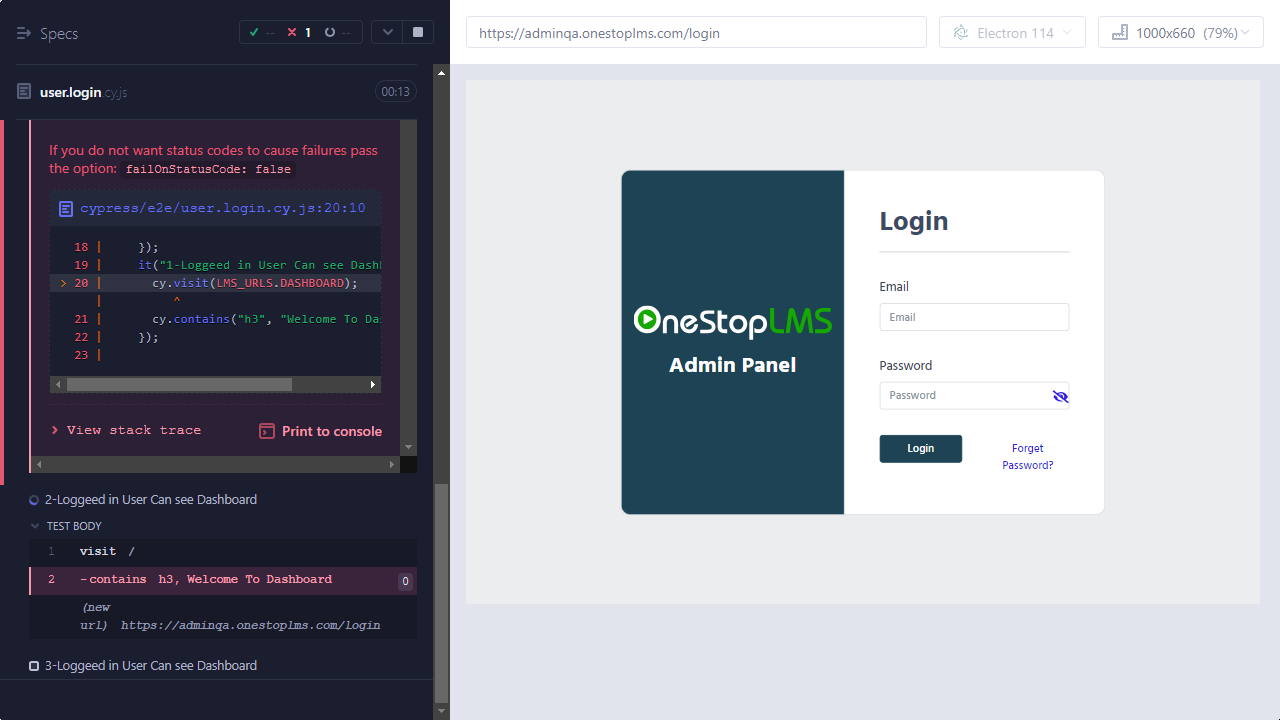 Specs
-- 1 --
https://adminqa.onestoplms.com/login
Electron 114
1000x660 (79%)
user.login.cy.js
00:13
If you do not want status codes to cause failures pass
the option: failOnStatusCode: false
cypress/e2e/user.login.cy.js:20:10
18 | });
19 | it("1-Loggeed in User Can see Dash
> 20 | cy.visit(LMS_URLS.DASHBOARD);
| ^
21 | cy.contains("h3", "Welcome To Da
22 | });
23 |
> View stack trace
Print to console
2-Loggeed in User Can see Dashboard
TEST BODY
1 visit /
2 -contains h3, Welcome To Dashboard 0
(new
url) https://adminqa.onestoplms.com/login
3-Loggeed in User Can see Dashboard
OneStopLMS
Admin Panel
Login
Email
Email
Password
Password
Login
Forget
Password?